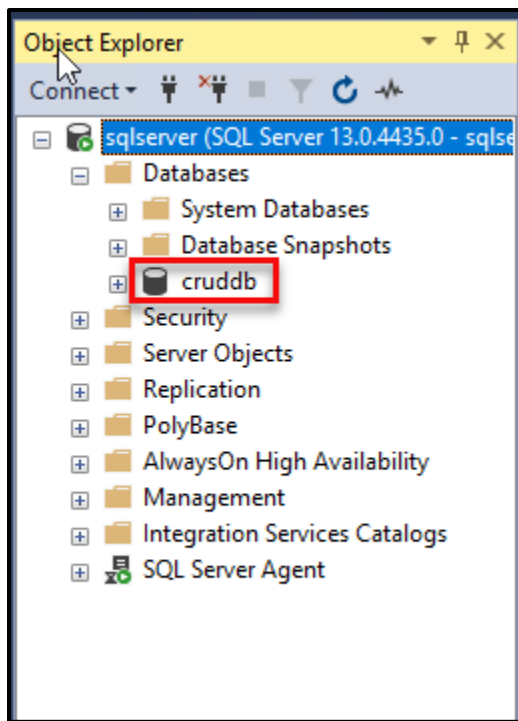 Object Explorer
Connect
sqlserver (SQL Server 13.0.4435.0 - sqlse
Databases
System Databases
Database Snapshots
cruddb
Security
Server Objects
Replication
PolyBase
AlwaysOn High Availability
Management
Integration Services Catalogs
SQL Server Agent